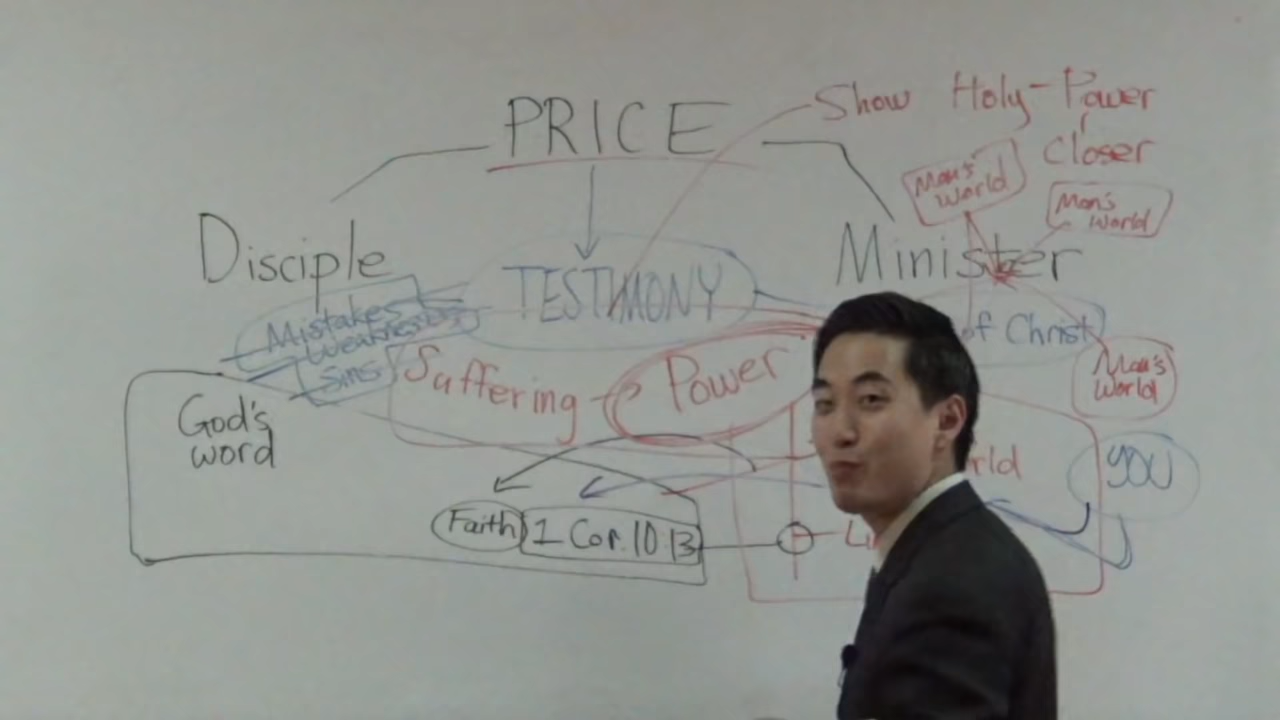 PRICE
Show Holy-Power
Closer
Man's
World
Man's
World
Disciple
Minister
TESTIMONY
Mistakes
Weaknesses
Sins
of Christ
Suffering
Power
Man's
World
God's
word
rld
YOU
Faith
1 Cor. 10:13